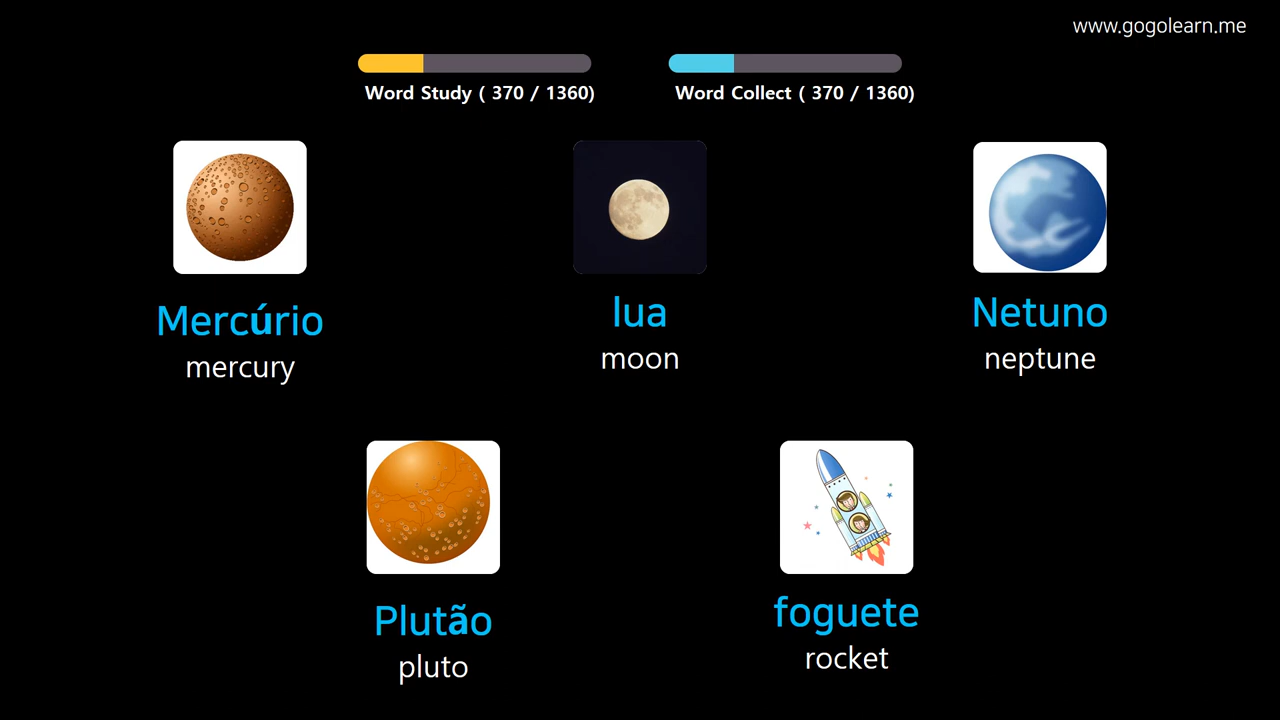 www.gogolearn.me
Word Study ( 370 / 1360)
Word Collect ( 370 / 1360)
Mercúrio
mercury
lua
moon
Netuno
neptune
Plutão
pluto
foguete
rocket